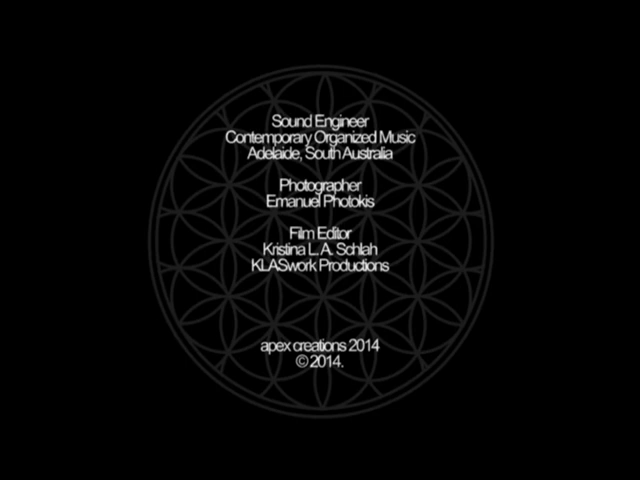 Sound Engineer
Contemporary Organized Music
Adelaide, South Australia
Photographer
Emanuel Photokis
Film Editor
Kristina L. A. Schlah
KLASwork Productions
apex creations 2014
© 2014.